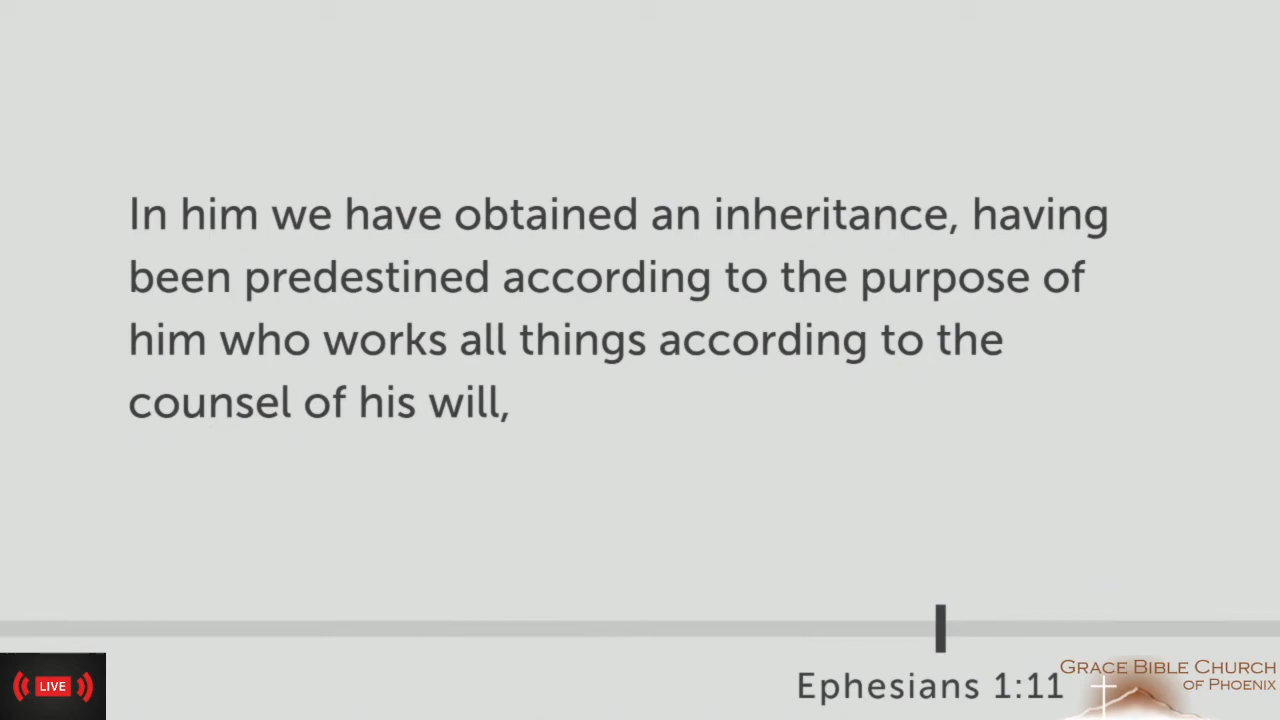 In him we have obtained an inheritance, having
been predestined according to the purpose of
him who works all things according to the
counsel of his will,
Ephesians 1:11
GRACE BIBLE CHURCH
OF PHOENIX
LIVE